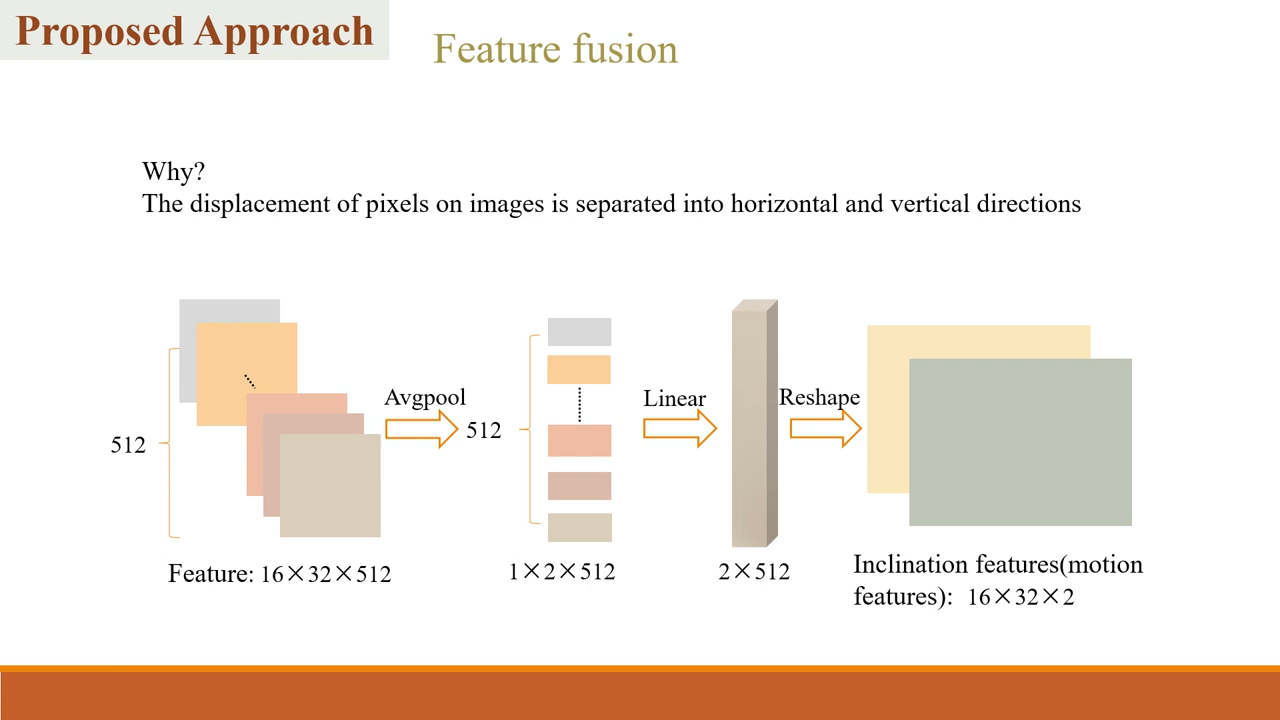 Proposed Approach
Feature fusion
Why?
The displacement of pixels on images is separated into horizontal and vertical directions
512
Avgpool
512
Linear
Reshape
Feature: 16×32×512
1×2×512
2×512
Inclination features(motion
features): 16×32×2